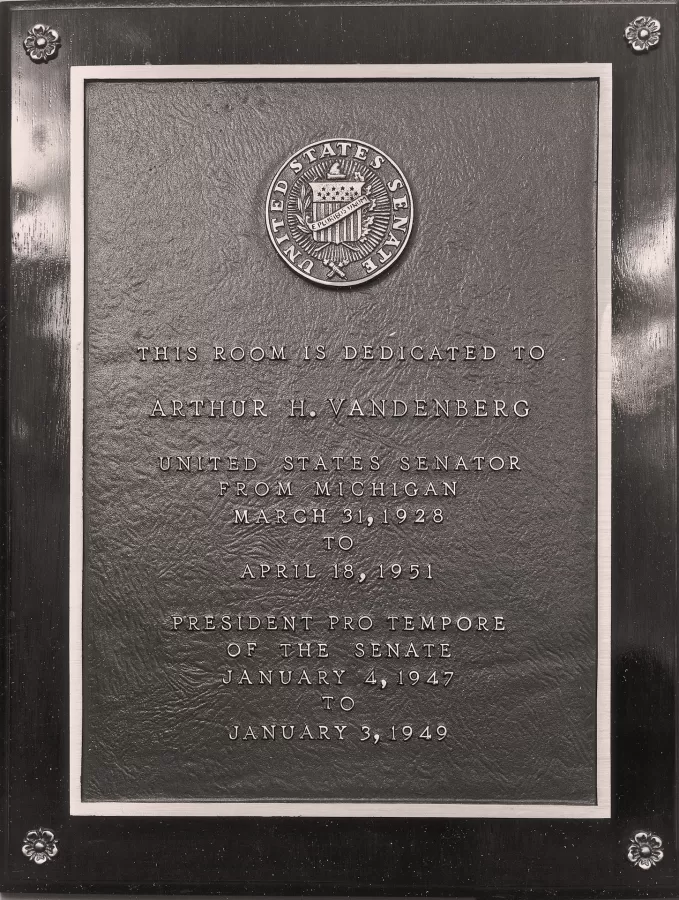 UNITED STATES SENATE
E PLURIBUS UNUM
THIS ROOM IS DEDICATED TO
ARTHUR H. VANDENBERG
UNITED STATES SENATOR
FROM MICHIGAN
MARCH 31, 1928
TO
APRIL 18, 1951
PRESIDENT PRO TEMPORE
OF THE SENATE
JANUARY 4, 1947
TO
JANUARY 3, 1949